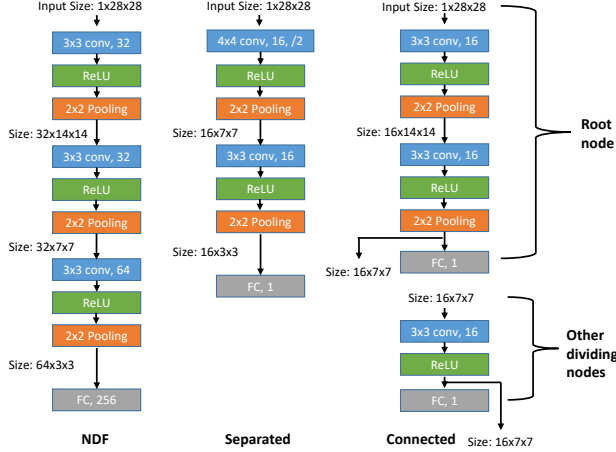 Input Size: 1x28x28
3x3 conv, 32
ReLU
2x2 Pooling
Size: 32x14x14
3x3 conv, 32
ReLU
2x2 Pooling
Size: 32x7x7
3x3 conv, 64
ReLU
2x2 Pooling
Size: 64x3x3
FC, 256
NDF
Input Size: 1x28x28
4x4 conv, 16, /2
ReLU
2x2 Pooling
Size: 16x7x7
3x3 conv, 16
ReLU
2x2 Pooling
Size: 16x3x3
FC, 1
Separated
Input Size: 1x28x28
3x3 conv, 16
ReLU
2x2 Pooling
Size: 16x14x14
3x3 conv, 16
ReLU
2x2 Pooling
Size: 16x7x7
FC, 1
Root
node
Size: 16x7x7
3x3 conv, 16
ReLU
FC, 1
Size: 16x7x7
Other
dividing
nodes
Connected